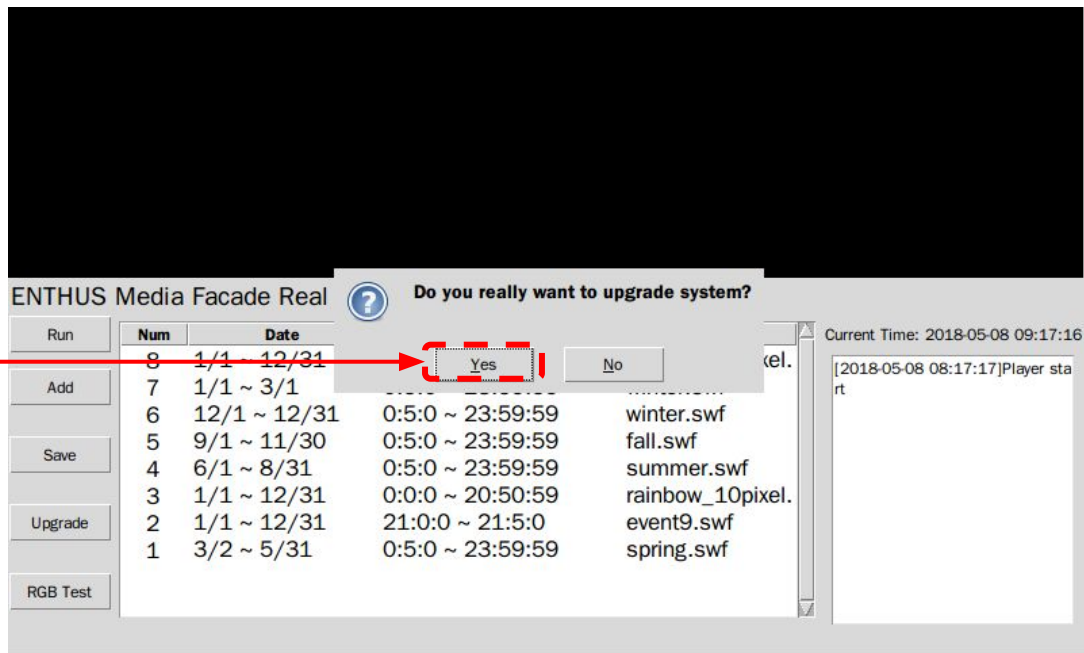 Do you really want to upgrade system?
Yes
No
ENTHUS Media Facade Real
Run
Add
Save
Upgrade
RGB Test
Num Date
8 1/1 ~ 12/31 xel.
7 1/1 ~ 3/1
6 12/1 ~ 12/31 0:5:0 ~ 23:59:59 winter.swf
5 9/1 ~ 11/30 0:5:0 ~ 23:59:59 fall.swf
4 6/1 ~ 8/31 0:5:0 ~ 23:59:59 summer.swf
3 1/1 ~ 12/31 0:0:0 ~ 20:50:59 rainbow_10pixel.
2 1/1 ~ 12/31 21:0:0 ~ 21:5:0 event9.swf
1 3/2 ~ 5/31 0:5:0 ~ 23:59:59 spring.swf
Current Time: 2018-05-08 09:17:16
[2018-05-08 08:17:17]Player sta
rt